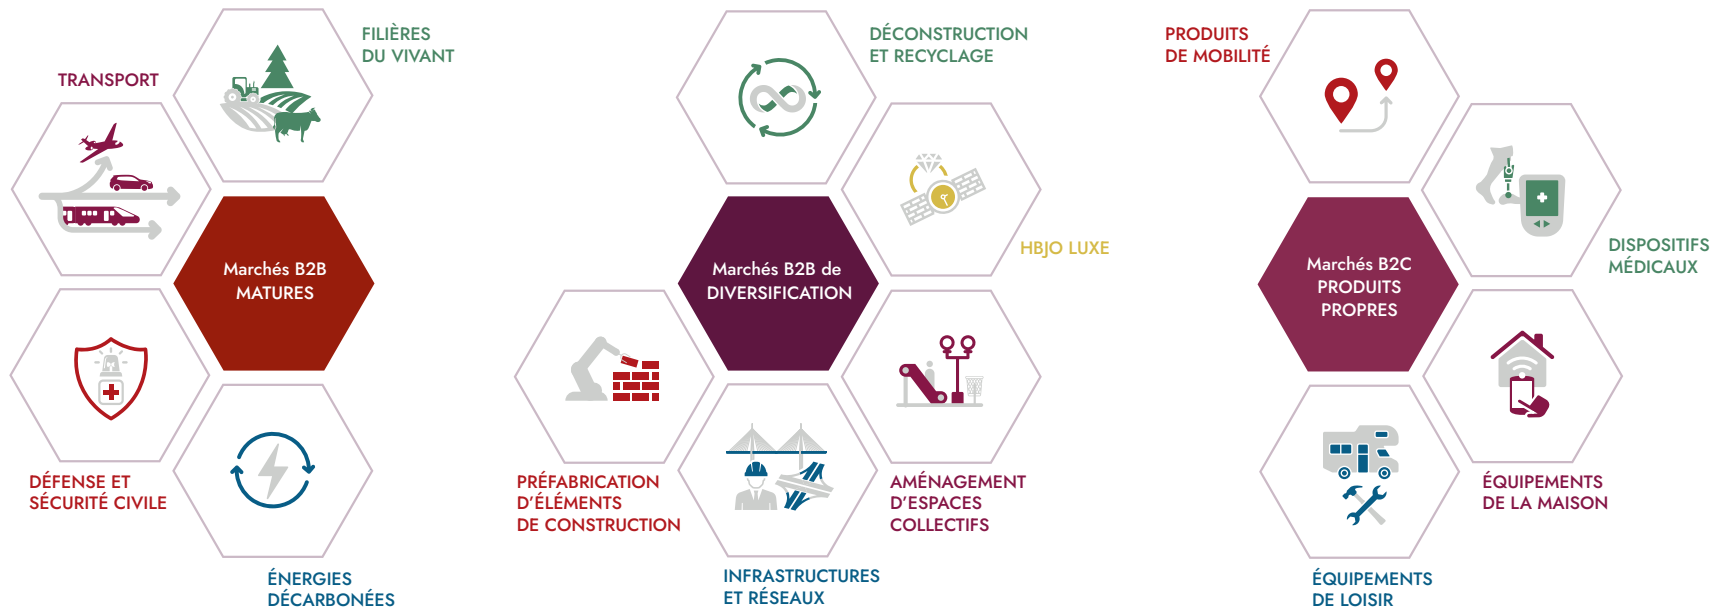 FILIÈRES
DU VIVANT
TRANSPORT
Marchés B2B
MATURES
DÉFENSE ET
SÉCURITÉ CIVILE
ÉNERGIES
DÉCARBONÉES
DÉCONSTRUCTION
ET RECYCLAGE
HBJO LUXE
Marchés B2B de
DIVERSIFICATION
PRÉFABRICATION
D'ÉLÉMENTS
DE CONSTRUCTION
AMÉNAGEMENT
D'ESPACES
COLLECTIFS
INFRASTRUCTURES
ET RÉSEAUX
PRODUITS
DE MOBILITÉ
DISPOSITIFS
MÉDICAUX
Marchés B2C
PRODUITS
PROPRES
ÉQUIPEMENTS
DE LA MAISON
ÉQUIPEMENTS
DE LOISIR